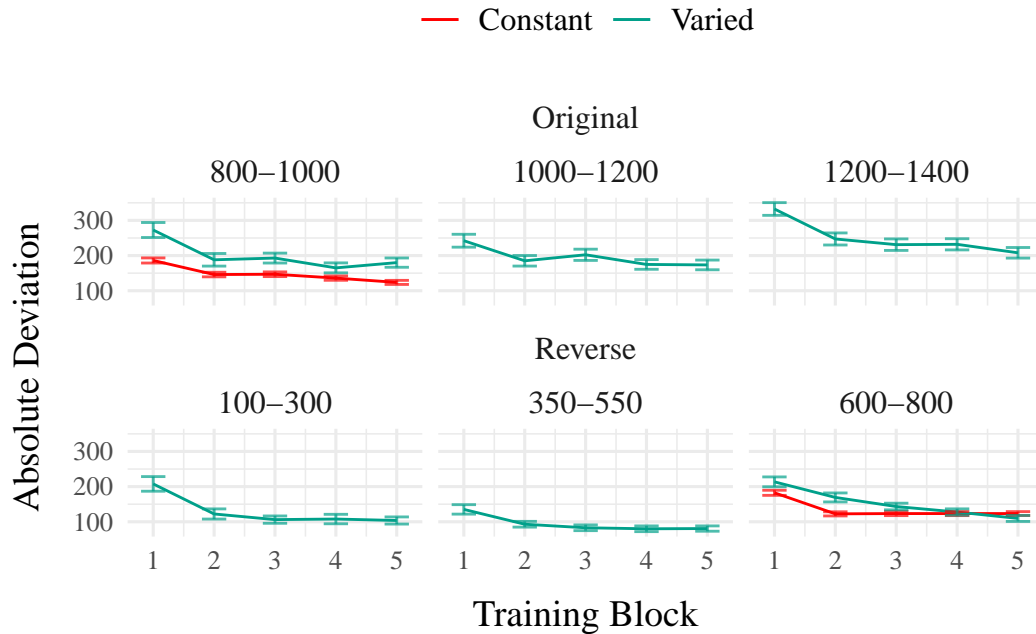 Constant Varied
Original
800–1000 1000–1200 1200–1400
300
200
100
Absolute Deviation
Reverse
100–300 350–550 600–800
300
200
100
1 2 3 4 5 1 2 3 4 5 1 2 3 4 5
Training Block